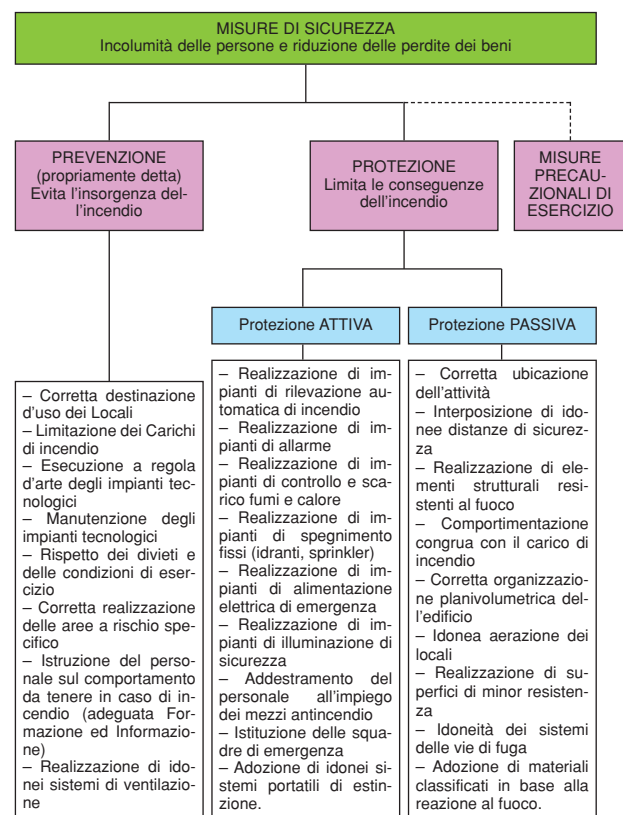 MISURE DI SICUREZZA
Incolumità delle persone e riduzione delle perdite dei beni
PREVENZIONE
(propriamente detta)
Evita l'insorgenza del-
l'incendio
PROTEZIONE
Limita le conseguenze
dell'incendio
MISURE
PRECAU-
ZIONALI DI
ESERCIZIO
Protezione ATTIVA
Protezione PASSIVA
– Corretta destinazione
d'uso dei Locali
– Limitazione dei Carichi
di incendio
– Esecuzione a regola
d'arte degli impianti tec-
nologici
– Manutenzione degli
impianti tecnologici
– Rispetto dei divieti e
delle condizioni di eser-
cizio
– Corretta realizzazione
delle aree a rischio spe-
cifico
– Istruzione del perso-
nale sul comportamento
da tenere in caso di in-
cendio (adeguata For-
mazione ed Informazio-
ne)
– Realizzazione di ido-
nei sistemi di ventilazio-
ne
– Realizzazione di im-
pianti di rilevazione au-
tomatica di incendio
– Realizzazione di im-
pianti di allarme
– Realizzazione di im-
pianti di controllo e sca-
rico fumi e calore
– Realizzazione di im-
pianti di spegnimento
fissi (idranti, sprinkler)
– Realizzazione di im-
pianti di alimentazione
elettrica di emergenza
– Realizzazione di im-
pianti di illuminazione di
sicurezza
– Addestramento del
personale all'impiego
dei mezzi antincendio
– Istituzione delle squa-
dre di emergenza
– Adozione di idonei si-
stemi portatili di estin-
zione.
– Corretta ubicazione
dell'attività
– Interposizione di ido-
nee distanze di sicurez-
za
– Realizzazione di ele-
menti strutturali resi-
stenti al fuoco
– Comportimentazione
congrua con il carico di
incendio
– Corretta organizzazio-
ne planivolumetrica del-
l'edificio
– Idonea aerazione dei
locali
– Realizzazione di su-
perfici di minor resisten-
za
– Idoneità dei sistemi
delle vie di fuga
– Adozione di materiali
classificati in base alla
reazione al fuoco.